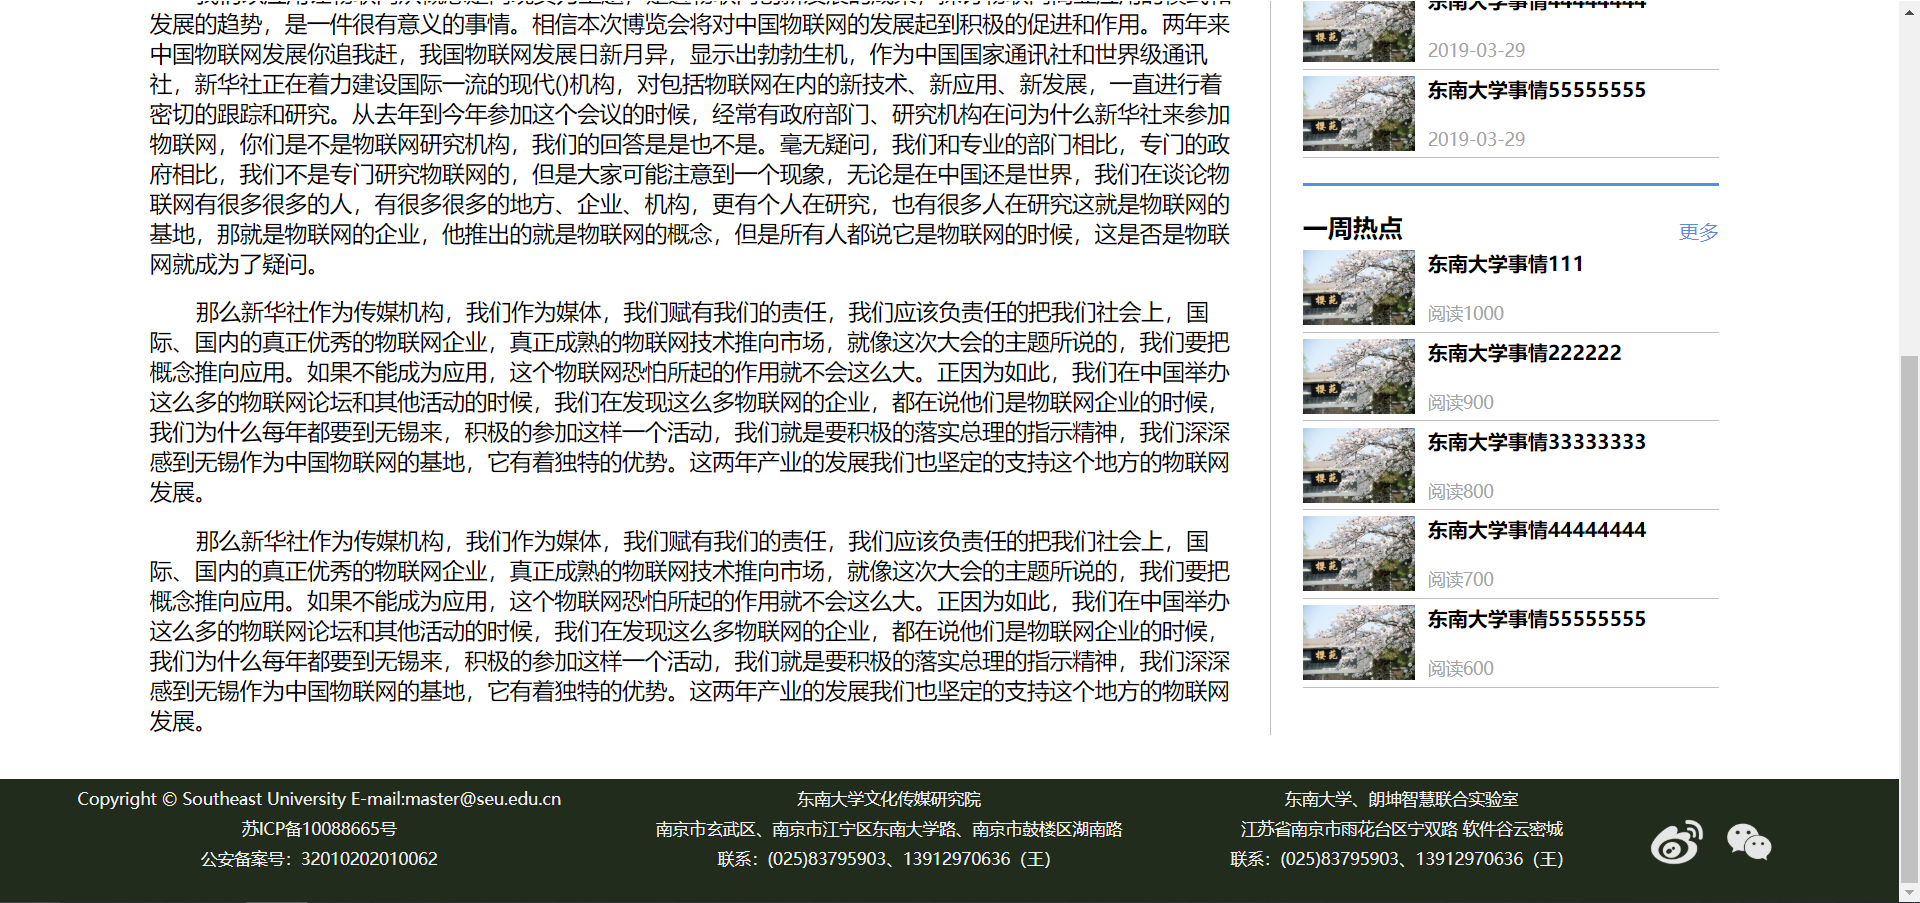 发展的趋势，是一件很有意义的事情。相信本次博览会将对中国物联网的发展起到积极的促进和作用。两年来
中国物联网发展你追我赶，我国物联网发展日新月异，显示出勃勃生机，作为中国国家通讯社和世界级通讯
社，新华社正在着力建设国际一流的现代()机构，对包括物联网在内的新技术、新应用、新发展，一直进行着
密切的跟踪和研究。从去年到今年参加这个会议的时候，经常有政府部门、研究机构在问为什么新华社来参加
物联网，你们是不是物联网研究机构，我们的回答是是也不是。毫无疑问，我们和专业的部门相比，专门的政
府相比，我们不是专门研究物联网的，但是大家可能注意到一个现象，无论是在中国还是世界，我们在谈论物
联网有很多很多的人，有很多很多的地方、企业、机构，更有个人在研究，也有很多人在研究这就是物联网的
基地，那就是物联网的企业，他推出的就是物联网的概念，但是所有人都说它是物联网的时候，这是否是物联
网就成为了疑问。
那么新华社作为传媒机构，我们作为媒体，我们赋有我们的责任，我们应该负责任的把我们社会上，国
际、国内的真正优秀的物联网企业，真正成熟的物联网技术推向市场，就像这次大会的主题所说的，我们要把
概念推向应用。如果不能成为应用，这个物联网恐怕所起的作用就不会这么大。正因为如此，我们在中国举办
这么多的物联网论坛和其他活动的时候，我们在发现这么多物联网的企业，都在说他们是物联网企业的时候，
我们为什么每年都要到无锡来，积极的参加这样一个活动，我们就是要积极的落实总理的指示精神，我们深深
感到无锡作为中国物联网的基地，它有着独特的优势。这两年产业的发展我们也坚定的支持这个地方的物联网
发展。
那么新华社作为传媒机构，我们作为媒体，我们赋有我们的责任，我们应该负责任的把我们社会上，国
际、国内的真正优秀的物联网企业，真正成熟的物联网技术推向市场，就像这次大会的主题所说的，我们要把
概念推向应用。如果不能成为应用，这个物联网恐怕所起的作用就不会这么大。正因为如此，我们在中国举办
这么多的物联网论坛和其他活动的时候，我们在发现这么多物联网的企业，都在说他们是物联网企业的时候，
我们为什么每年都要到无锡来，积极的参加这样一个活动，我们就是要积极的落实总理的指示精神，我们深深
感到无锡作为中国物联网的基地，它有着独特的优势。这两年产业的发展我们也坚定的支持这个地方的物联网
发展。
东南大学事情44444444
2019-03-29
东南大学事情55555555
2019-03-29
一周热点
更多
东南大学事情111
阅读1000
东南大学事情222222
阅读900
东南大学事情33333333
阅读800
东南大学事情44444444
阅读700
东南大学事情55555555
阅读600
Copyright © Southeast University E-mail:master@seu.edu.cn
苏ICP备10088665号
公安备案号：32010202010062
东南大学文化传媒研究院
南京市玄武区、南京市江宁区东南大学路、南京市鼓楼区湖南路
联系：(025)83795903、13912970636（王）
东南大学、朗坤智慧联合实验室
江苏省南京市雨花台区宁双路 软件谷云密城
联系：(025)83795903、13912970636（王）